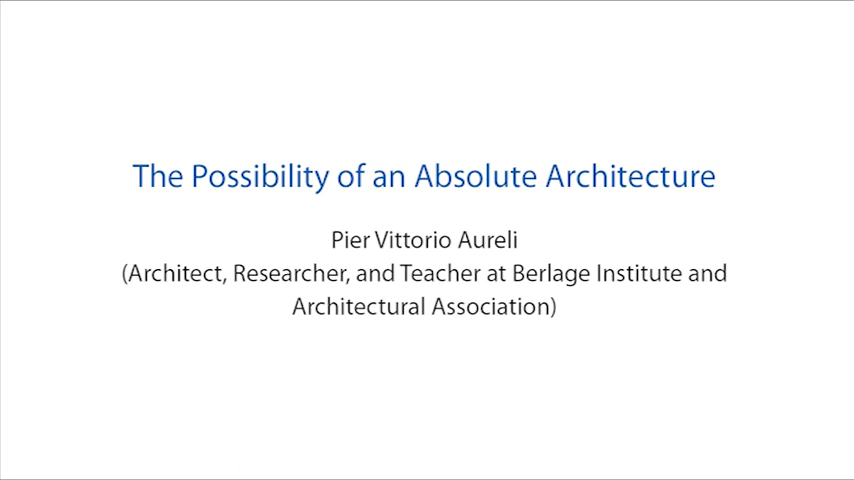 The Possibility of an Absolute Architecture
Pier Vittorio Aureli
(Architect, Researcher, and Teacher at Berlage Institute and
Architectural Association)